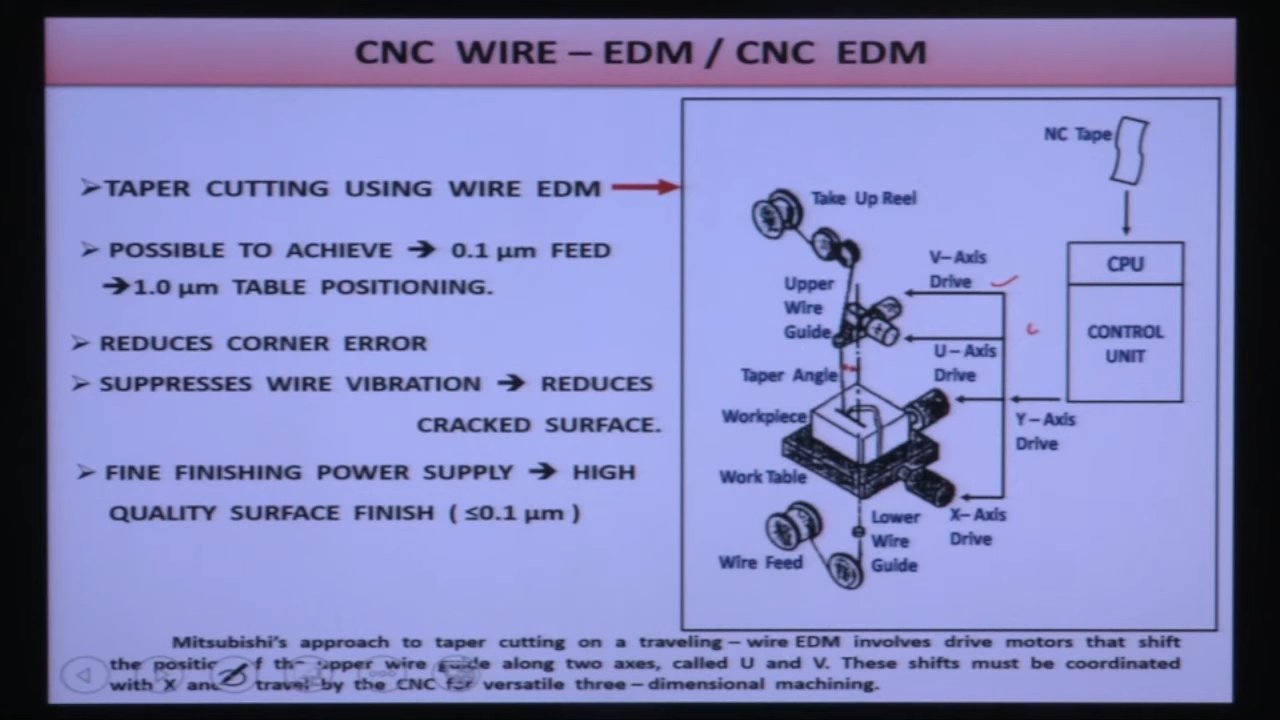 CNC WIRE – EDM / CNC EDM
➢TAPER CUTTING USING WIRE EDM
➢ POSSIBLE TO ACHIEVE → 0.1 μm FEED
→1.0 μm TABLE POSITIONING.
➢ REDUCES CORNER ERROR
➢ SUPPRESSES WIRE VIBRATION → REDUCES
CRACKED SURFACE.
➢ FINE FINISHING POWER SUPPLY → HIGH
QUALITY SURFACE FINISH ( ≤0.1 μm )
NC Tape
Take Up Reel
CPU
CONTROL
UNIT
V–Axis
Drive
Upper
Wire
Guide
U–Axis
Drive
Taper Angle
Workpiece
Y–Axis
Drive
Work Table
X–Axis
Drive
Lower
Wire
Guide
Wire Feed
Mitsubishi's approach to taper cutting on a traveling – wire EDM involves drive motors that shift
the upper wire guide along two axes, called U and V. These shifts must be coordinated
with X travel by the CNC for versatile three – dimensional machining.